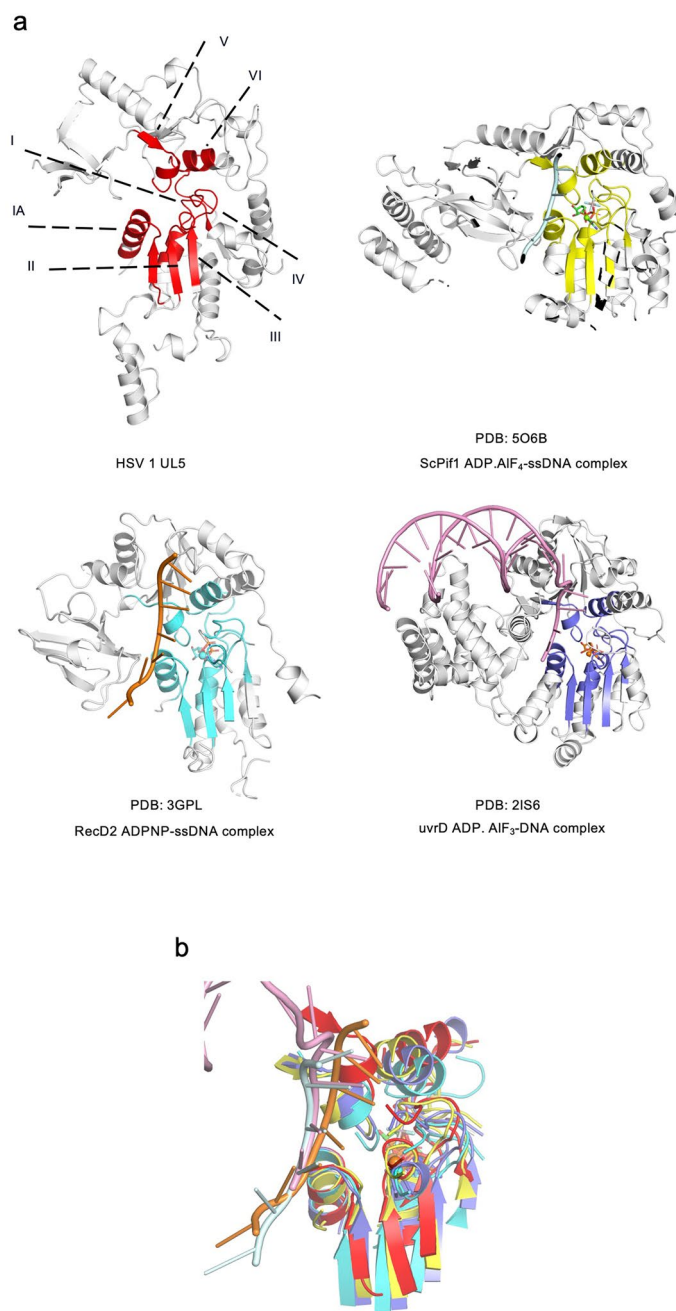 a
V
VI
I
IA
II
IV
III
HSV 1 UL5
PDB: 5O6B
ScPif1 ADP.AlF₄-ssDNA complex
PDB: 3GPL
RecD2 ADPNP-ssDNA complex
PDB: 2IS6
uvrD ADP. AlF₃-DNA complex
b